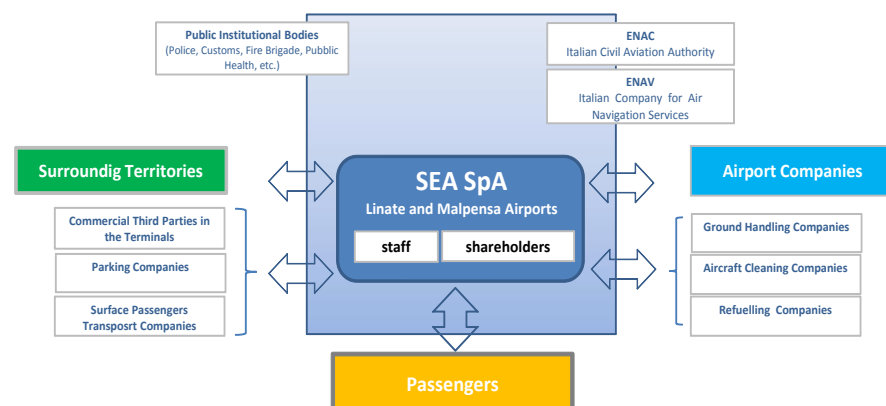 Public Institutional Bodies
(Police, Customs, Fire Brigade, Pubblic
Health, etc.)
ENAC
Italian Civil Aviation Authority
ENAV
Italian Company for Air
Navigation Services
Surroundig Territories
SEA SpA
Linate and Malpensa Airports
staff
shareholders
Airport Companies
Commercial Third Parties in
the Terminals
Parking Companies
Surface Passengers
Transposrt Companies
Ground Handling Companies
Aircraft Cleaning Companies
Refuelling Companies
Passengers